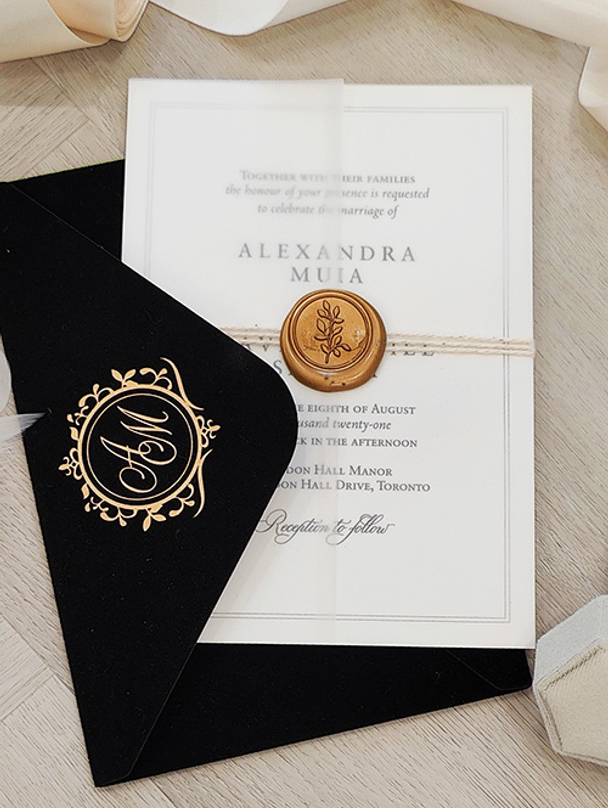 TOGETHER WITH THEIR FAMILIES
the honour of your presence is requested
to celebrate the marriage of
ALEXANDRA
MUIA
EIGHTH OF AUGUST
twenty-one
IN THE AFTERNOON
HALL MANOR
HALL DRIVE, TORONTO
Reception to follow
AM